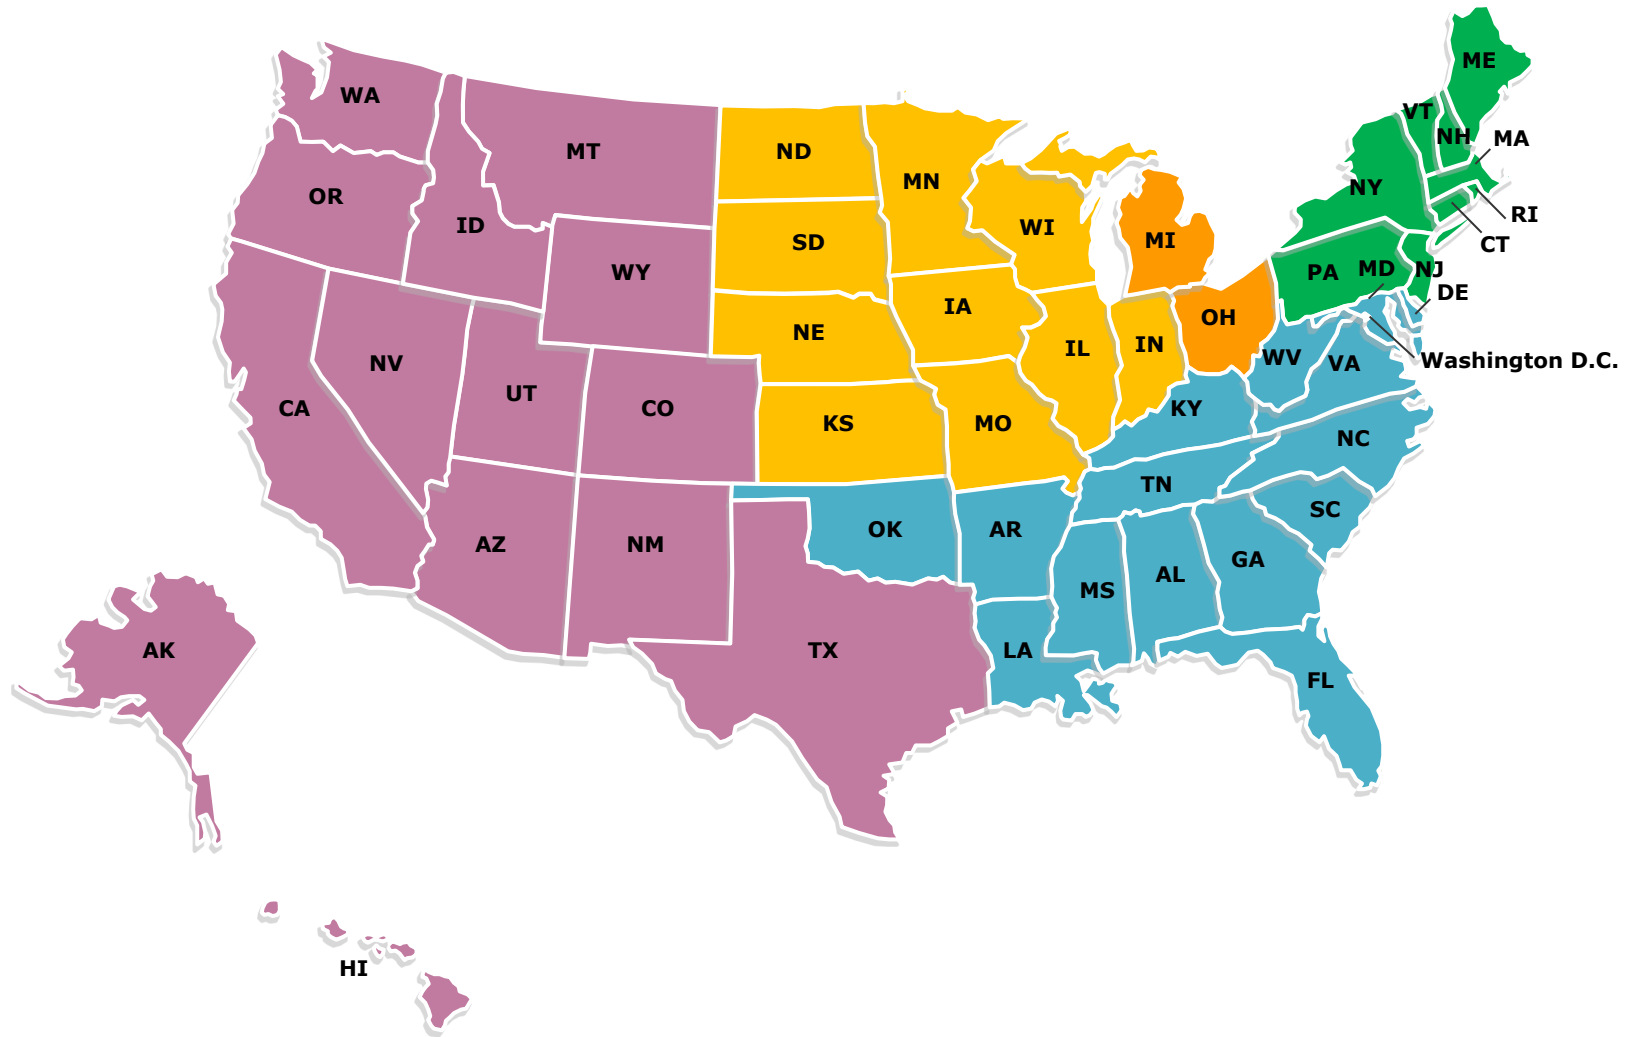 ME
WA
VT
NH
MA
MT
ND
MN
NY
OR
RI
ID
WI
SD
MI
CT
WY
PA
MD
NJ
DE
IA
OH
NE
IL
IN
WV
VA
Washington D.C.
NV
UT
CA
CO
KY
KS
MO
NC
TN
SC
OK
AR
AZ
NM
GA
AL
MS
AK
TX
LA
FL
HI